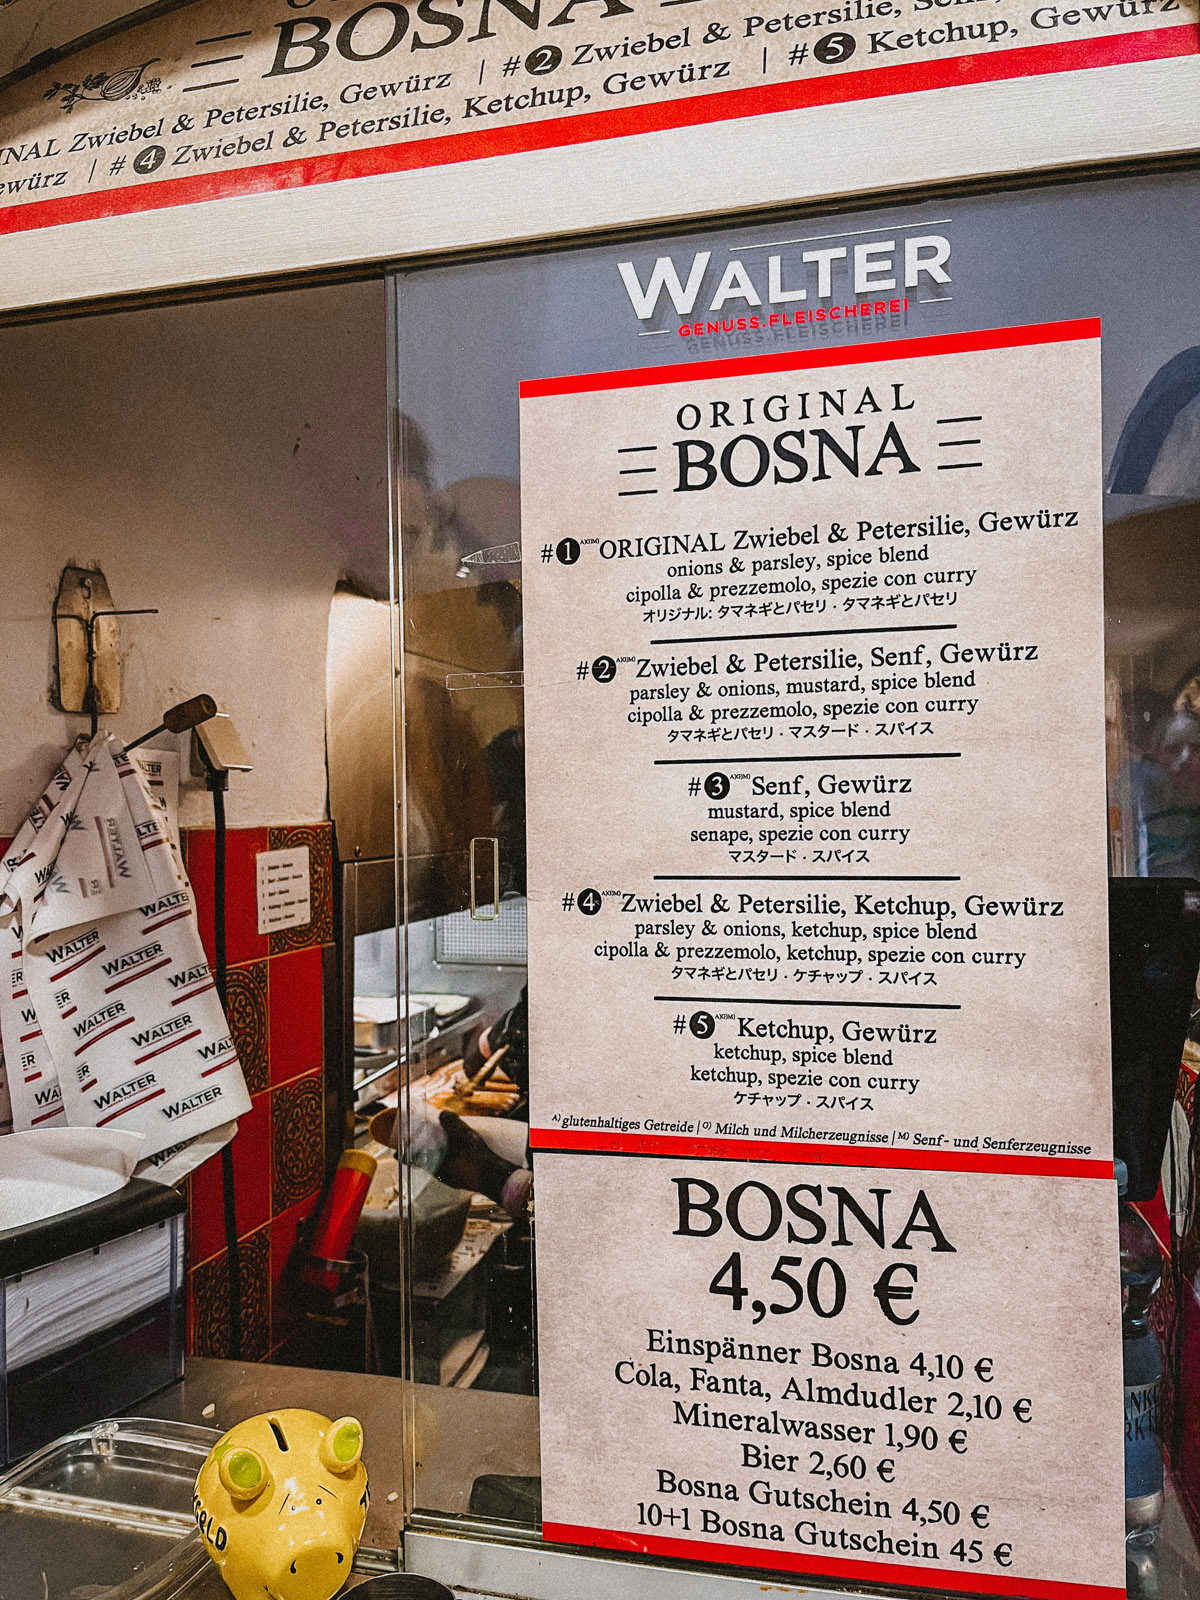 BOSNA
INAL Zwiebel & Petersilie, Gewürz | #2 Zwiebel & Petersilie, Senf,
ewürz | #4 Zwiebel & Petersilie, Ketchup, Gewürz | #5 Ketchup, Gewürz
WALTER
GENUSS.FLEISCHEREI
ORIGINAL
BOSNA
#1 ORIGINAL Zwiebel & Petersilie, Gewürz
onions & parsley, spice blend
cipolla & prezzemolo, spezie con curry
オリジナル: タマネギとパセリ · タマネギとパセリ
#2 Zwiebel & Petersilie, Senf, Gewürz
parsley & onions, mustard, spice blend
cipolla & prezzemolo, spezie con curry
タマネギとパセリ · マスタード · スパイス
#3 Senf, Gewürz
mustard, spice blend
senape, spezie con curry
マスタード · スパイス
#4 Zwiebel & Petersilie, Ketchup, Gewürz
parsley & onions, ketchup, spice blend
cipolla & prezzemolo, ketchup, spezie con curry
タマネギとパセリ · ケチャップ · スパイス
#5 Ketchup, Gewürz
ketchup, spice blend
ketchup, spezie con curry
ケチャップ · スパイス
A) glutenhaltiges Getreide | G) Milch und Milcherzeugnisse | M) Senf- und Senferzeugnisse
BOSNA
4,50 €
Einspänner Bosna 4,10 €
Cola, Fanta, Almdudler 2,10 €
Mineralwasser 1,90 €
Bier 2,60 €
Bosna Gutschein 4,50 €
10+1 Bosna Gutschein 45 €
WALTER
WALTER
WALTER
WALTER
WALTER
WALTER
WALTER